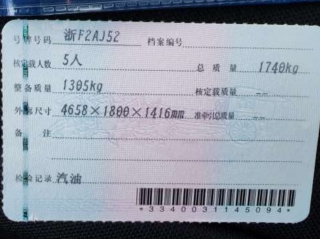 号牌号码 浙F2AJ52 档案编号
核定载人数 5人 总质量 1740kg
整备质量 1305kg 核定载质量 --
外廓尺寸 4658×1800×1416mm 准牵引总质量 --
备注
检验记录 汽油
*3340031145094*